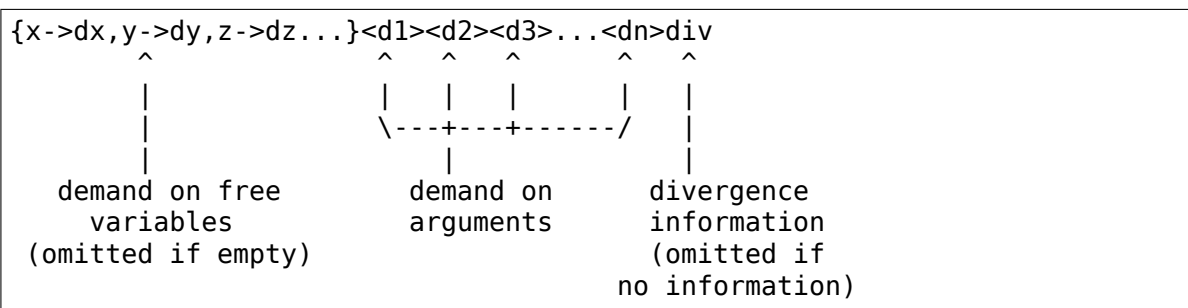 {x->dx,y->dy,z->dz...}<d1><d2><d3>...<dn>div
        ^              ^   ^   ^      ^   ^
        |              |   |   |      |   |
        |              \---+---+------/   |
        |                  |              |
   demand on free        demand on      divergence
     variables           arguments      information
 (omitted if empty)                     (omitted if
                                      no information)